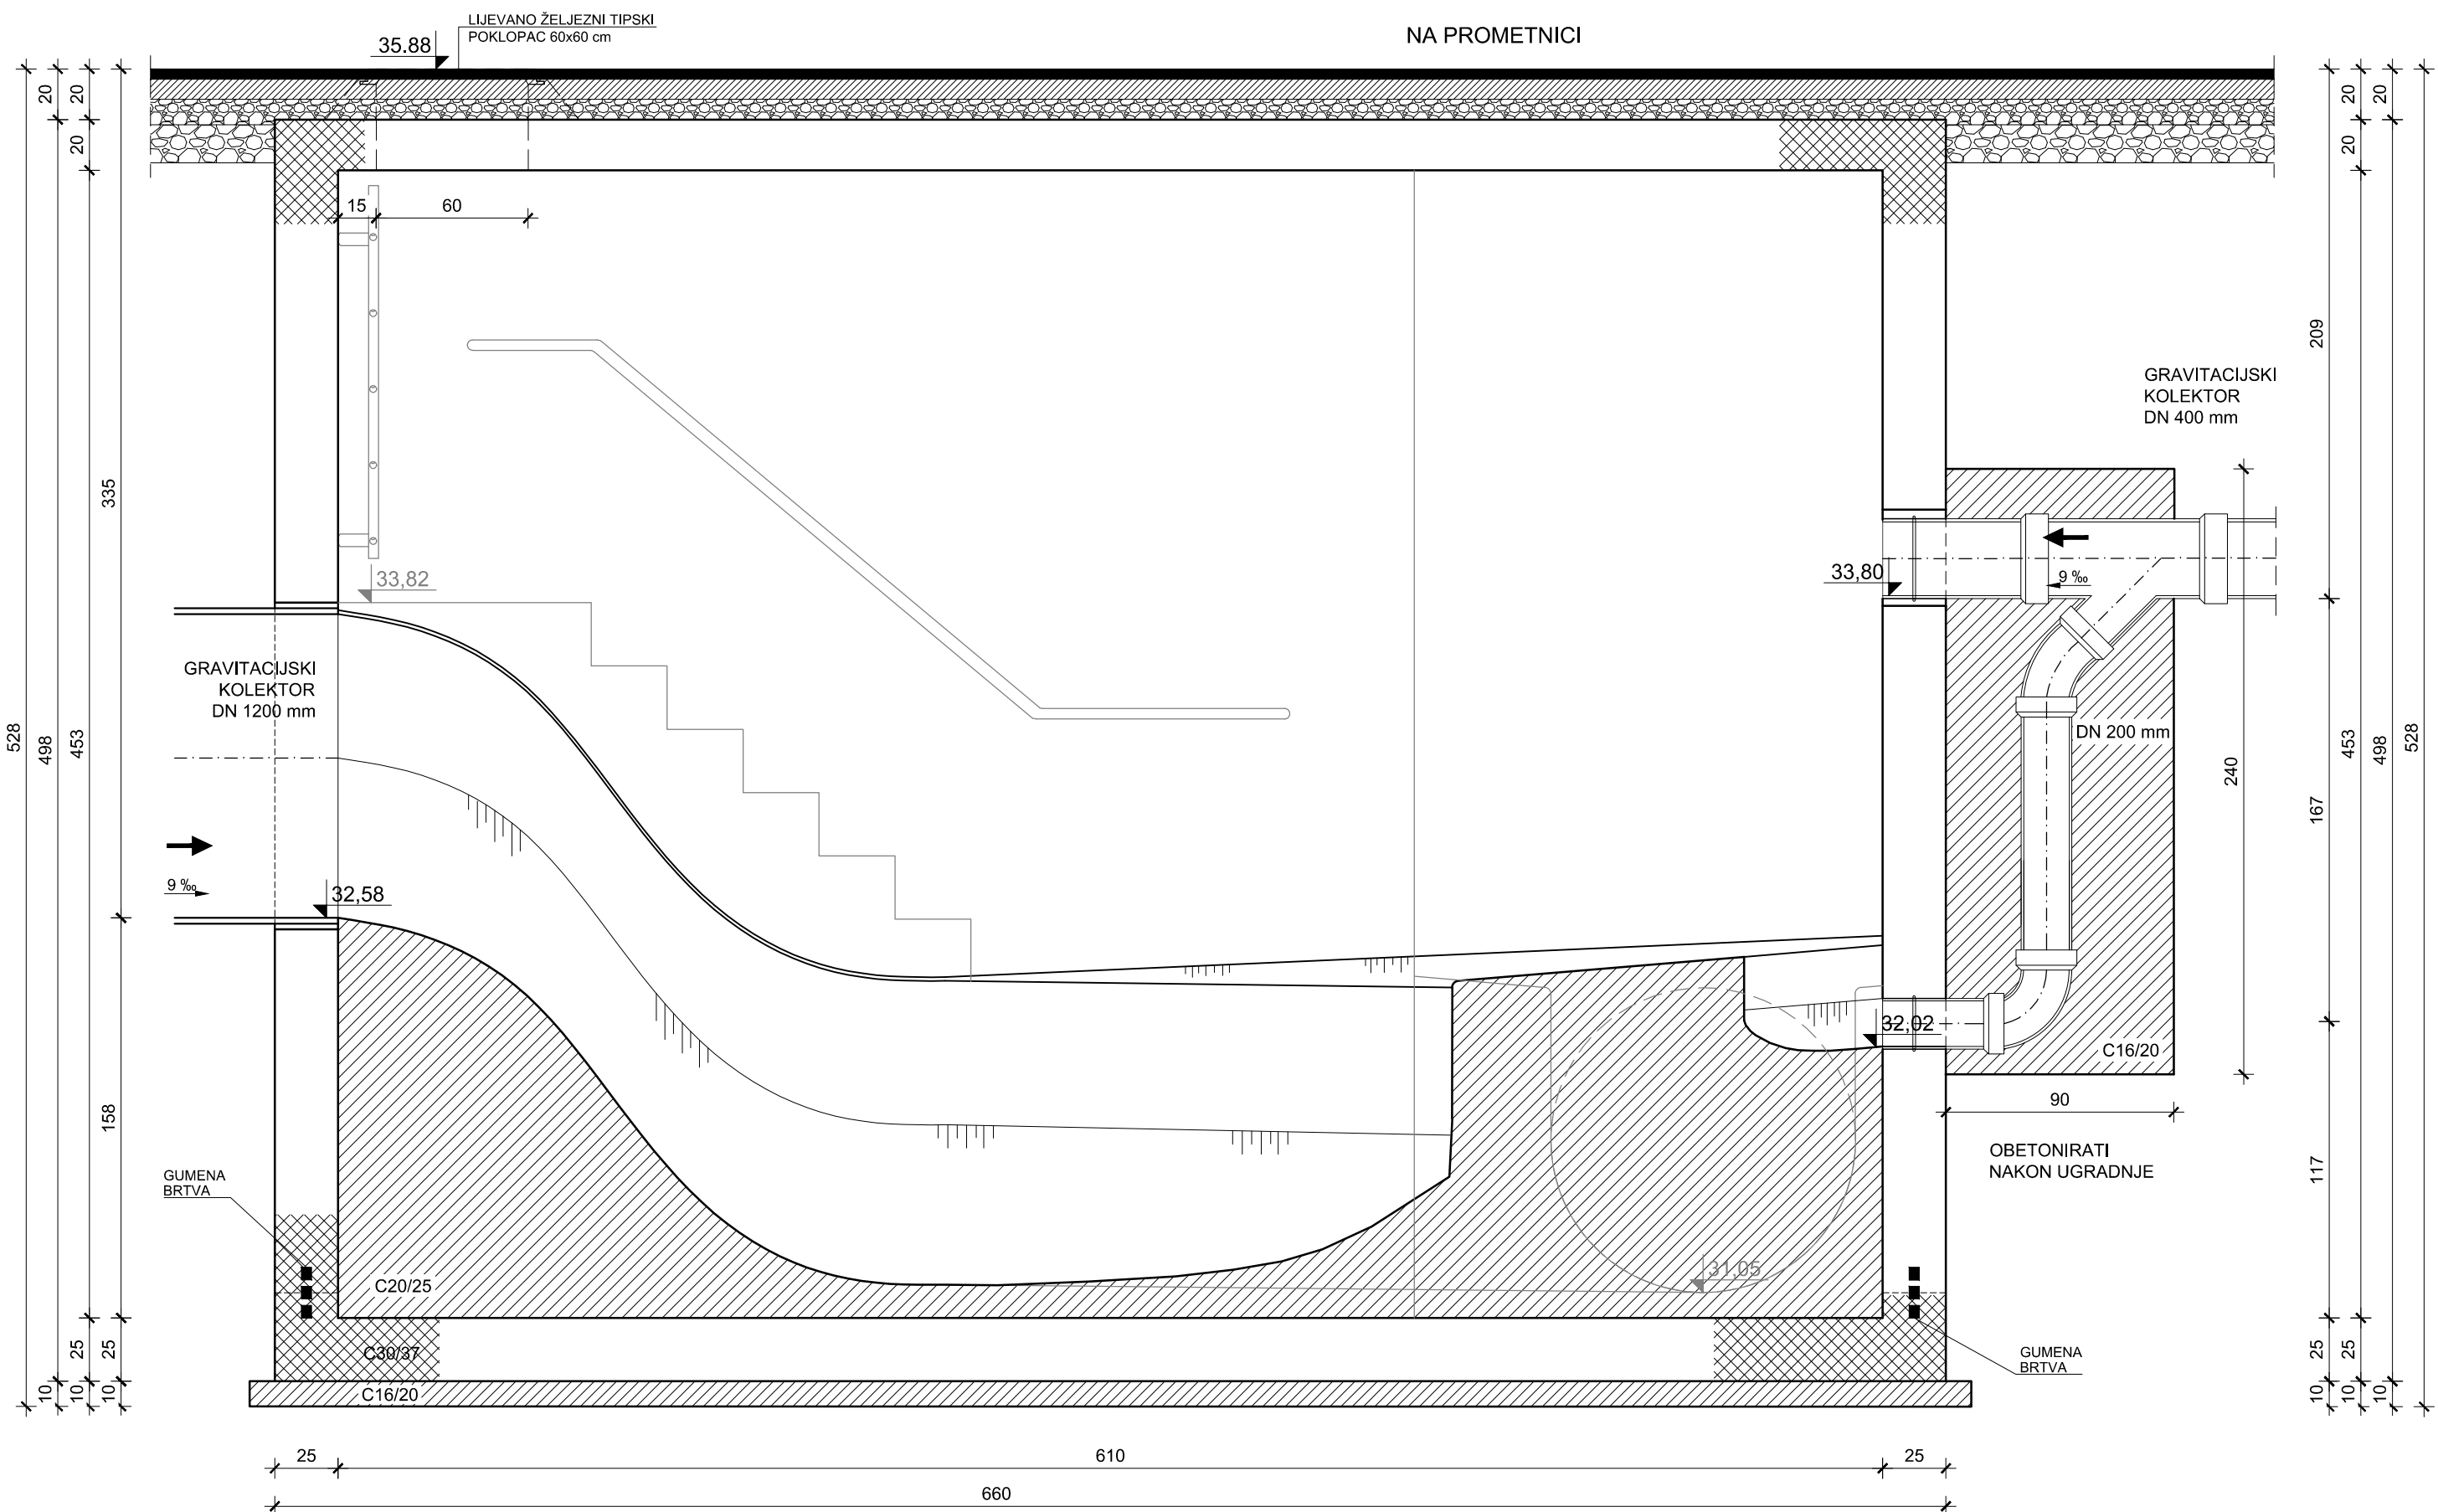 LIJEVANO ŽELJEZNI TIPSKI
POKLOPAC 60x60 cm
NA PROMETNICI
35.88
20
20
20
20
20
20
15
60
209
GRAVITACIJSKI
KOLEKTOR
DN 400 mm
335
33,82
33,80
9 ‰
GRAVITACIJSKI
KOLEKTOR
DN 1200 mm
DN 200 mm
528
498
453
453
498
528
240
167
9 ‰
32,58
32,02
C16/20
90
158
117
OBETONIRATI
NAKON UGRADNJE
GUMENA
BRTVA
C20/25
31,05
C30/37
GUMENA
BRTVA
25
25
25
25
C16/20
10
10
10
10
10
10
25
610
25
660